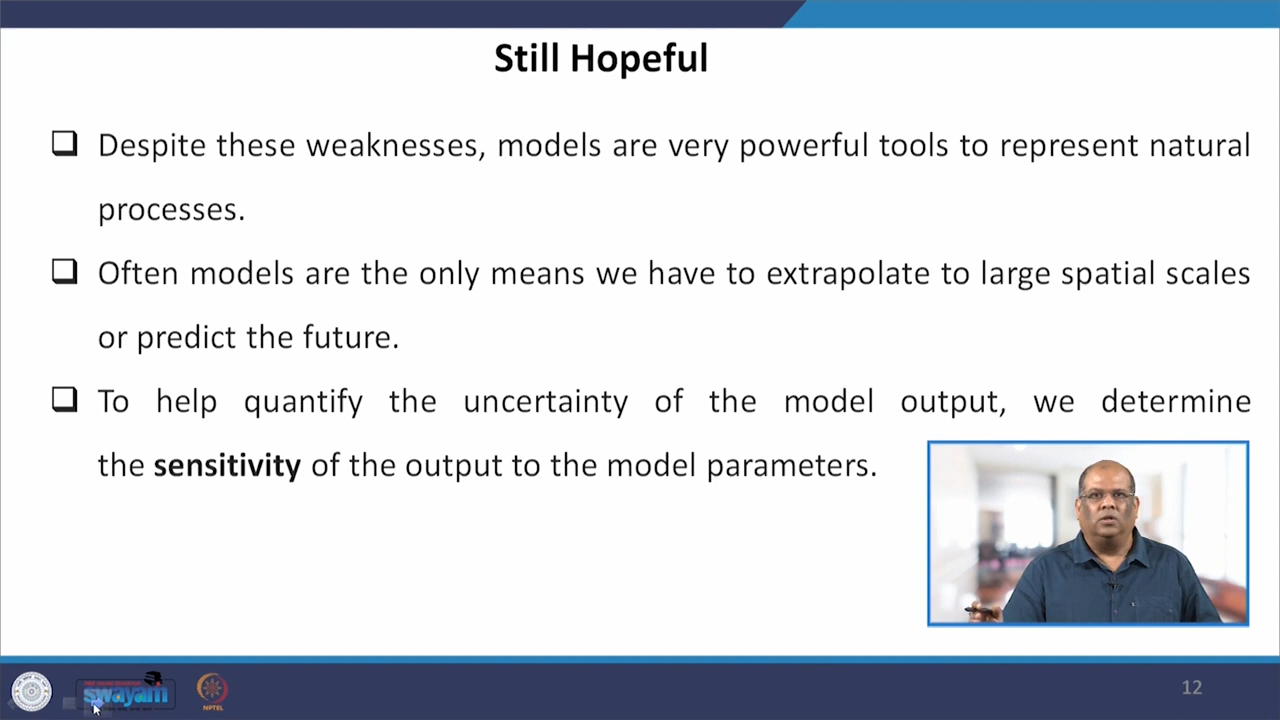 Still Hopeful
Despite these weaknesses, models are very powerful tools to represent natural
processes.
Often models are the only means we have to extrapolate to large spatial scales
or predict the future.
To help quantify the uncertainty of the model output, we determine
the sensitivity of the output to the model parameters.
swayam
NPTEL
12